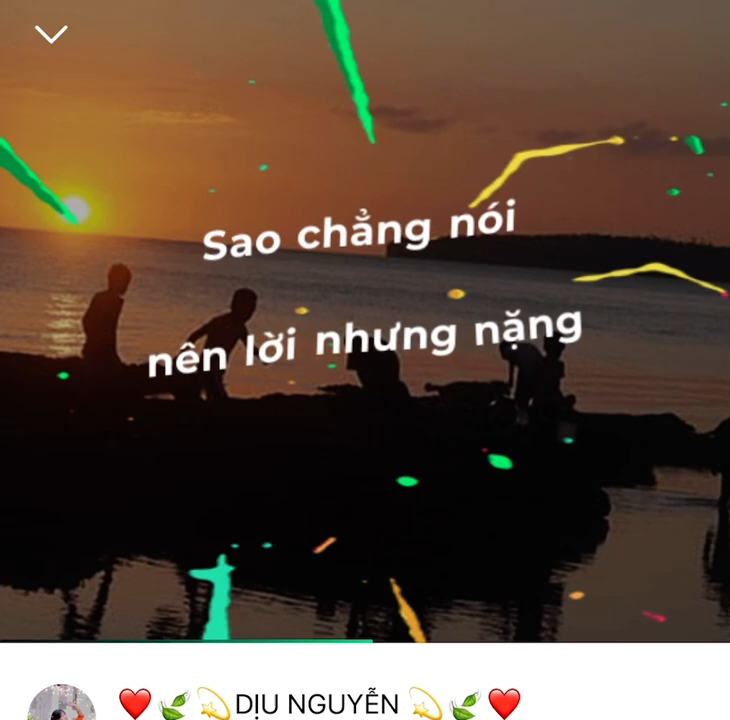 Sao chẳng nói
nên lời nhưng nặng
❤️🍃💫DỊU NGUYỄN 💫🍃❤️